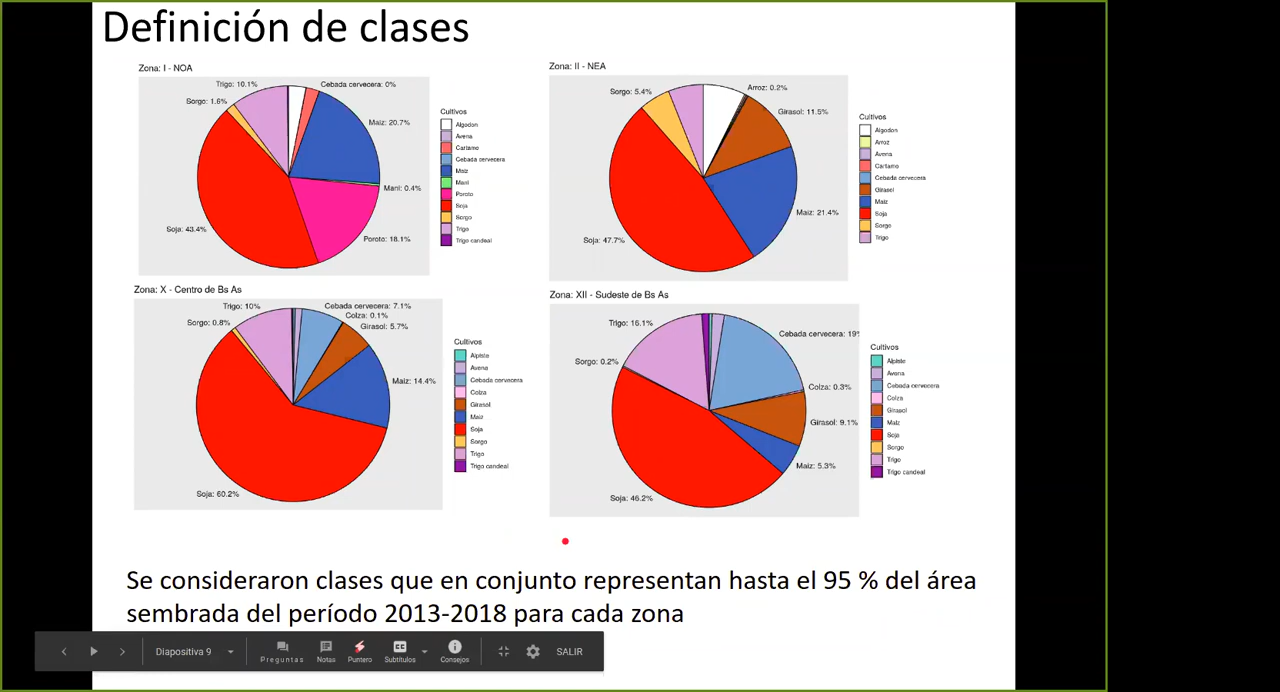 Definición de clases
Zona: I - NOA
Trigo: 10.1%
Cebada cervecera: 0%
Sorgo: 1.6%
Maiz: 20.7%
Mani: 0.4%
Soja: 43.4%
Poroto: 18.1%
Cultivos
Algodon
Avena
Cartamo
Cebada cervecera
Maiz
Mani
Poroto
Soja
Sorgo
Trigo
Trigo candeal
Zona: II - NEA
Sorgo: 5.4%
Arroz: 0.2%
Girasol: 11.5%
Maiz: 21.4%
Soja: 47.7%
Cultivos
Algodon
Arroz
Avena
Cartamo
Cebada cervecera
Girasol
Maiz
Soja
Sorgo
Trigo
Zona: X - Centro de Bs As
Trigo: 10%
Cebada cervecera: 7.1%
Colza: 0.1%
Sorgo: 0.8%
Girasol: 5.7%
Maiz: 14.4%
Soja: 60.2%
Cultivos
Alpiste
Avena
Cebada cervecera
Colza
Girasol
Maiz
Soja
Sorgo
Trigo
Trigo candeal
Zona: XII - Sudeste de Bs As
Trigo: 16.1%
Cebada cervecera: 19%
Sorgo: 0.2%
Colza: 0.3%
Girasol: 9.1%
Maiz: 5.3%
Soja: 46.2%
Cultivos
Alpiste
Avena
Cebada cervecera
Colza
Girasol
Maiz
Soja
Sorgo
Trigo
Trigo candeal
Se consideraron clases que en conjunto representan hasta el 95 % del área
sembrada del período 2013-2018 para cada zona
Diapositiva 9
Preguntas
Notas
Puntero
Subtítulos
Consejos
SALIR